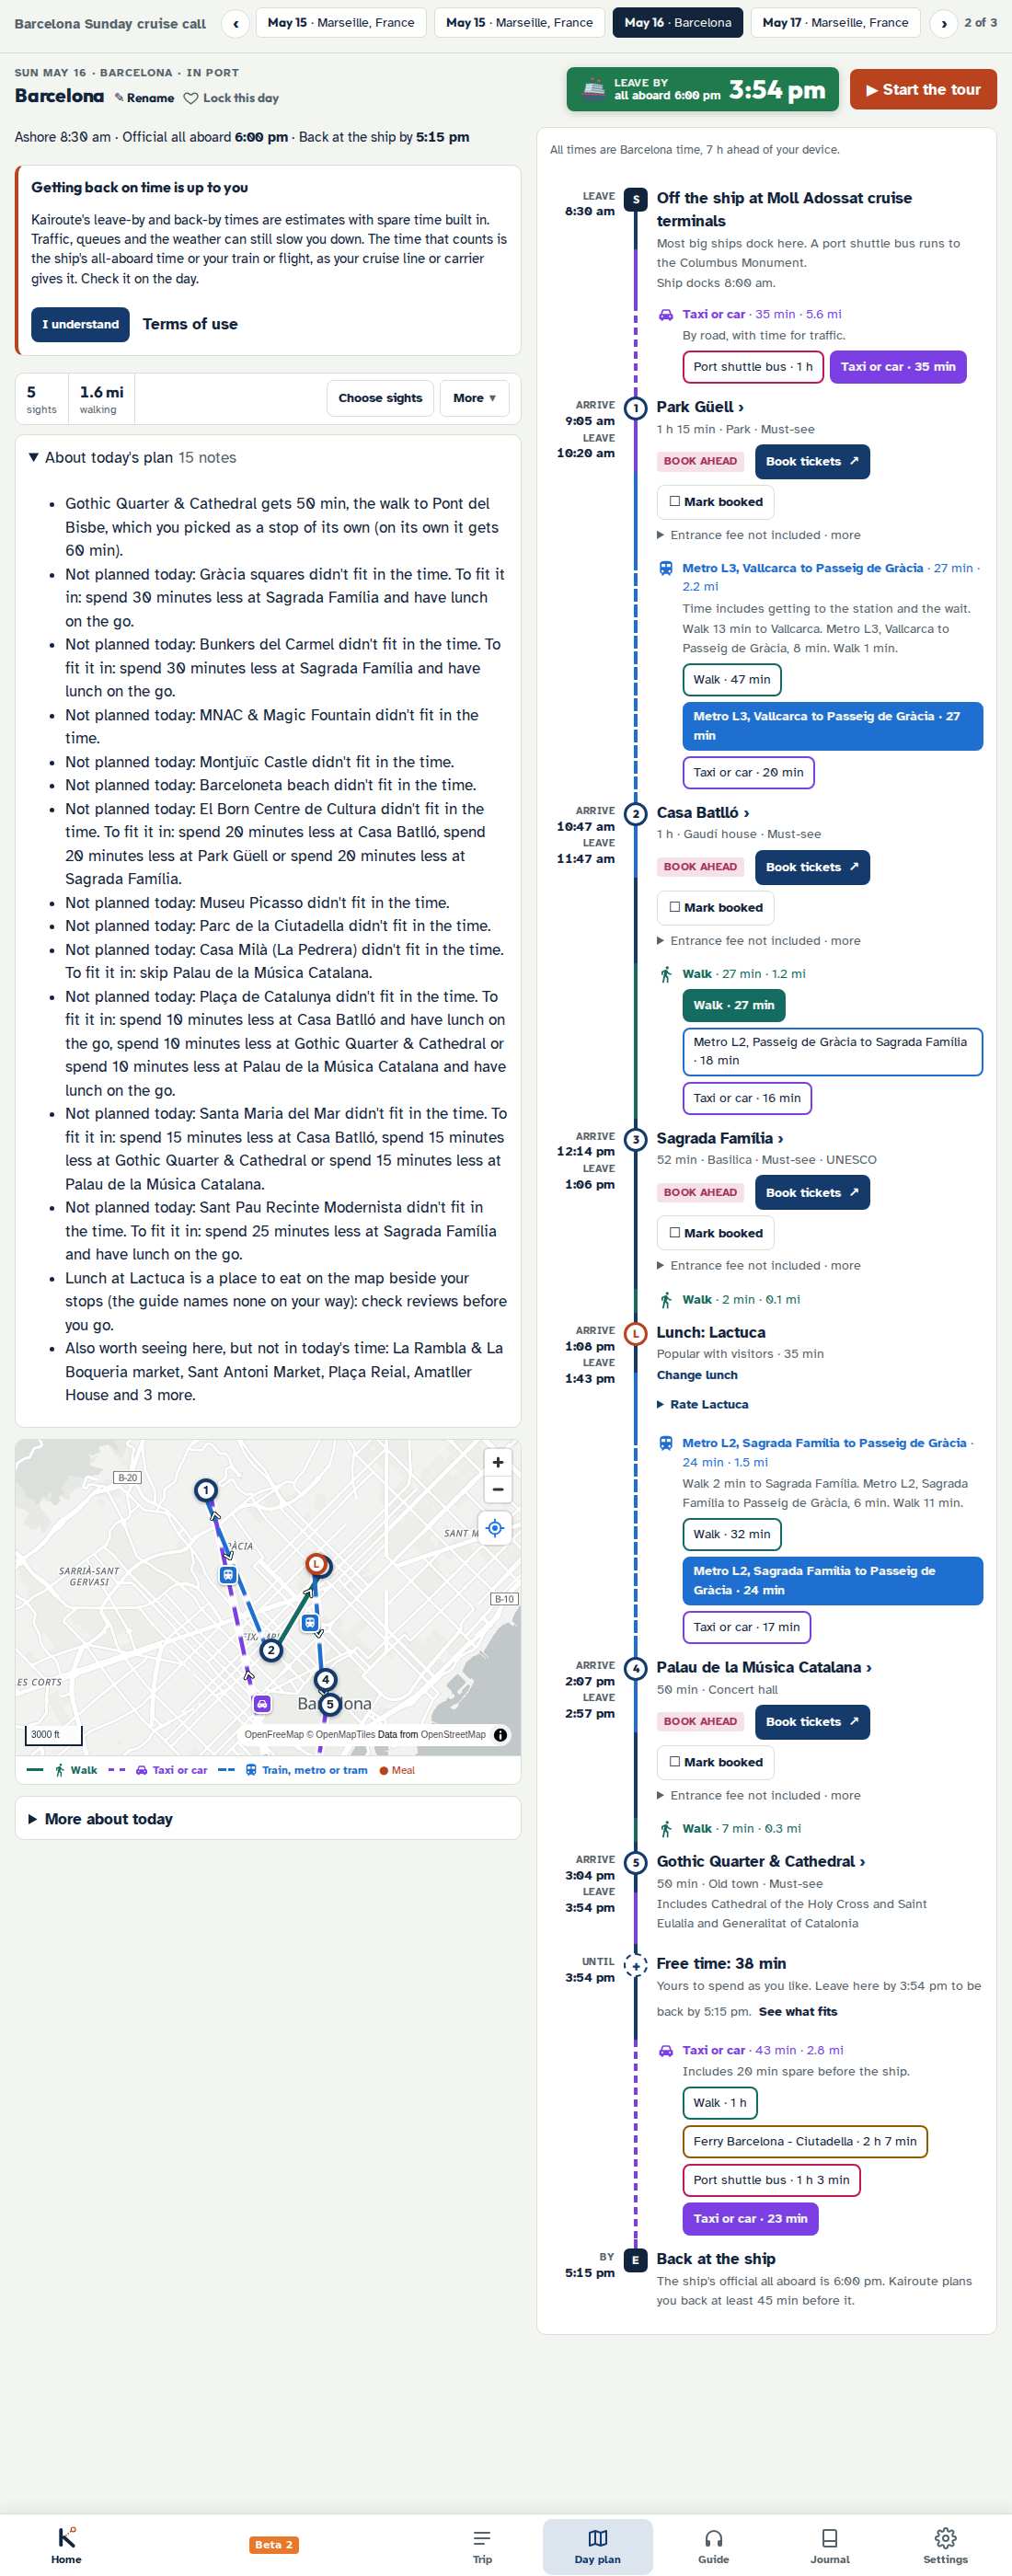 Barcelona Sunday cruise call
‹
May 15 · Marseille, France
May 15 · Marseille, France
May 16 · Barcelona
May 17 · Marseille, France
›
2 of 3
SUN MAY 16 · BARCELONA · IN PORT
Barcelona
✎ Rename
Lock this day
LEAVE BY
all aboard 6:00 pm
3:54 pm
▶ Start the tour
Ashore 8:30 am · Official all aboard 6:00 pm · Back at the ship by 5:15 pm
Getting back on time is up to you
Kairoute's leave-by and back-by times are estimates with spare time built in.
Traffic, queues and the weather can still slow you down. The time that counts is
the ship's all-aboard time or your train or flight, as your cruise line or carrier
gives it. Check it on the day.
I understand
Terms of use
5
sights
1.6 mi
walking
Choose sights
More ▼
▼ About today's plan 15 notes
• Gothic Quarter & Cathedral gets 50 min, the walk to Pont del
Bisbe, which you picked as a stop of its own (on its own it gets
60 min).
• Not planned today: Gràcia squares didn't fit in the time. To fit it
in: spend 30 minutes less at Sagrada Família and have lunch
on the go.
• Not planned today: Bunkers del Carmel didn't fit in the time. To
fit it in: spend 30 minutes less at Sagrada Família and have
lunch on the go.
• Not planned today: MNAC & Magic Fountain didn't fit in the
time.
• Not planned today: Montjuïc Castle didn't fit in the time.
• Not planned today: Barceloneta beach didn't fit in the time.
• Not planned today: El Born Centre de Cultura didn't fit in the
time. To fit it in: spend 20 minutes less at Casa Batlló, spend
20 minutes less at Park Güell or spend 20 minutes less at
Sagrada Família.
• Not planned today: Museu Picasso didn't fit in the time.
• Not planned today: Parc de la Ciutadella didn't fit in the time.
• Not planned today: Casa Milà (La Pedrera) didn't fit in the time.
To fit it in: skip Palau de la Música Catalana.
• Not planned today: Plaça de Catalunya didn't fit in the time. To
fit it in: spend 10 minutes less at Casa Batlló and have lunch on
the go, spend 10 minutes less at Gothic Quarter & Cathedral or
spend 10 minutes less at Palau de la Música Catalana and have
lunch on the go.
• Not planned today: Santa Maria del Mar didn't fit in the time. To
fit it in: spend 15 minutes less at Casa Batlló, spend 15 minutes
less at Gothic Quarter & Cathedral or spend 15 minutes less at
Palau de la Música Catalana.
• Not planned today: Sant Pau Recinte Modernista didn't fit in
the time. To fit it in: spend 25 minutes less at Sagrada Família
and have lunch on the go.
• Lunch at Lactuca is a place to eat on the map beside your
stops (the guide names none on your way): check reviews before
you go.
• Also worth seeing here, but not in today's time: La Rambla & La
Boqueria market, Sant Antoni Market, Plaça Reial, Amatller
House and 3 more.
B-20
SARRIÀ-SANT
GERVASI
SANT M
B-10
ES CORTS
1
L
2
4
5
+
−
3000 ft
OpenFreeMap © OpenMapTiles Data from OpenStreetMap
Walk
Taxi or car
Train, metro or tram
Meal
▶ More about today
All times are Barcelona time, 7 h ahead of your device.
LEAVE
8:30 am
S
Off the ship at Moll Adossat cruise
terminals
Most big ships dock here. A port shuttle bus runs to
the Columbus Monument.
Ship docks 8:00 am.
Taxi or car · 35 min · 5.6 mi
By road, with time for traffic.
Port shuttle bus · 1 h
Taxi or car · 35 min
ARRIVE
9:05 am
LEAVE
10:20 am
1
Park Güell ›
1 h 15 min · Park · Must-see
BOOK AHEAD
Book tickets ↗
☐ Mark booked
▶ Entrance fee not included · more
Metro L3, Vallcarca to Passeig de Gràcia · 27 min ·
2.2 mi
Time includes getting to the station and the wait.
Walk 13 min to Vallcarca. Metro L3, Vallcarca to
Passeig de Gràcia, 8 min. Walk 1 min.
Walk · 47 min
Metro L3, Vallcarca to Passeig de Gràcia · 27
min
Taxi or car · 20 min
ARRIVE
10:47 am
LEAVE
11:47 am
2
Casa Batlló ›
1 h · Gaudí house · Must-see
BOOK AHEAD
Book tickets ↗
☐ Mark booked
▶ Entrance fee not included · more
Walk · 27 min · 1.2 mi
Walk · 27 min
Metro L2, Passeig de Gràcia to Sagrada Família
· 18 min
Taxi or car · 16 min
ARRIVE
12:14 pm
LEAVE
1:06 pm
3
Sagrada Família ›
52 min · Basilica · Must-see · UNESCO
BOOK AHEAD
Book tickets ↗
☐ Mark booked
▶ Entrance fee not included · more
Walk · 2 min · 0.1 mi
ARRIVE
1:08 pm
LEAVE
1:43 pm
L
Lunch: Lactuca
Popular with visitors · 35 min
Change lunch
▶ Rate Lactuca
Metro L2, Sagrada Família to Passeig de Gràcia ·
24 min · 1.5 mi
Walk 2 min to Sagrada Família. Metro L2, Sagrada
Família to Passeig de Gràcia, 6 min. Walk 11 min.
Walk · 32 min
Metro L2, Sagrada Família to Passeig de
Gràcia · 24 min
Taxi or car · 17 min
ARRIVE
2:07 pm
LEAVE
2:57 pm
4
Palau de la Música Catalana ›
50 min · Concert hall
BOOK AHEAD
Book tickets ↗
☐ Mark booked
▶ Entrance fee not included · more
Walk · 7 min · 0.3 mi
ARRIVE
3:04 pm
LEAVE
3:54 pm
5
Gothic Quarter & Cathedral ›
50 min · Old town · Must-see
Includes Cathedral of the Holy Cross and Saint
Eulalia and Generalitat of Catalonia
UNTIL
3:54 pm
+
Free time: 38 min
Yours to spend as you like. Leave here by 3:54 pm to be
back by 5:15 pm. See what fits
Taxi or car · 43 min · 2.8 mi
Includes 20 min spare before the ship.
Walk · 1 h
Ferry Barcelona - Ciutadella · 2 h 7 min
Port shuttle bus · 1 h 3 min
Taxi or car · 23 min
BY
5:15 pm
E
Back at the ship
The ship's official all aboard is 6:00 pm. Kairoute plans
you back at least 45 min before it.
Home
Beta 2
Trip
Day plan
Guide
Journal
Settings